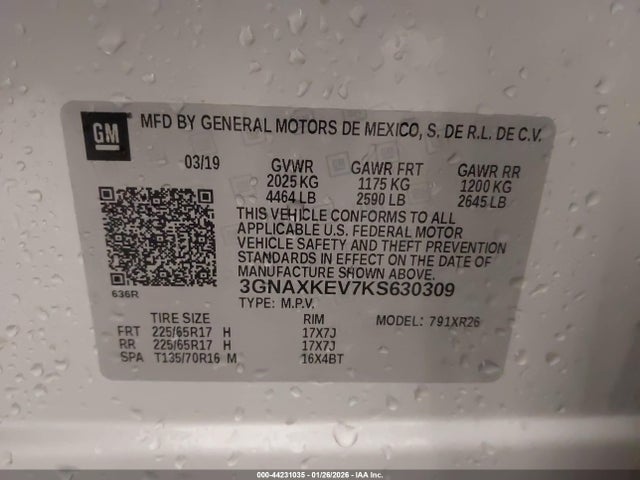 GM
MFD BY GENERAL MOTORS DE MEXICO, S. DE R.L. DE C.V.
03/19 GVWR GAWR FRT GAWR RR
2025 KG 1175 KG 1200 KG
4464 LB 2590 LB 2645 LB
THIS VEHICLE CONFORMS TO ALL
APPLICABLE U.S. FEDERAL MOTOR
VEHICLE SAFETY AND THEFT PREVENTION
STANDARDS IN EFFECT ON THE DATE
OF MANUFACTURE SHOWN ABOVE.
636R 3GNAXKEV7KS630309
TYPE: M.P.V.
TIRE SIZE RIM MODEL: 791XR26
FRT 225/65R17 H 17X7J
RR 225/65R17 H 17X7J
SPA T135/70R16 M 16X4BT
000-44231035 - 01/26/2026 - IAA Inc.